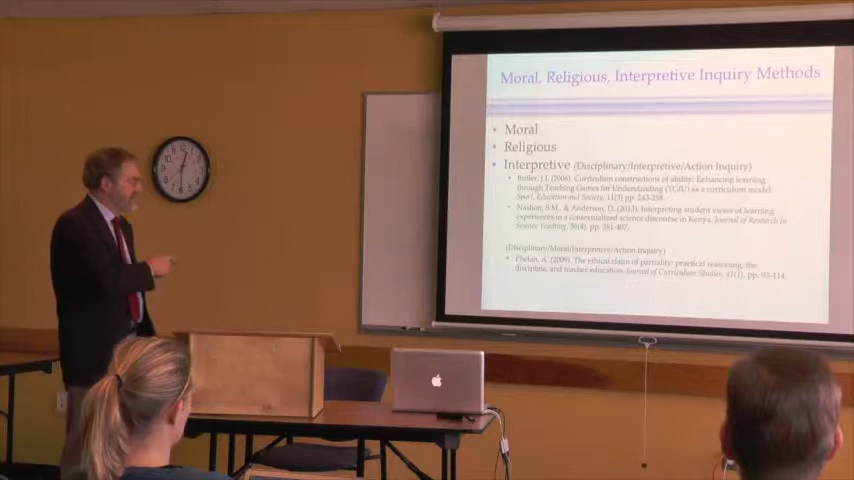 Moral, Religious, Interpretive Inquiry Methods
• Moral
• Religious
• Interpretive (Disciplinary/Interpretive/Action Inquiry)
• Butler, J.I. (2006). Curriculum constructions of ability: Enhancing learning
through Teaching Games for Understanding (TGfU) as a curriculum model.
Sport, Education and Society, 11(3) pp. 243-258.
• Nashon, S.M., & Anderson, D. (2013). Interpreting student views of learning
experiences in a contextualized science discourse in Kenya. Journal of Research in
Science Teaching, 50(4), pp. 381-407.
(Disciplinary/Moral/Interpretive/Action Inquiry)
• Phelan, A. (2009). The ethical claim of partiality: practical reasoning, the
discipline, and teacher education. Journal of Curriculum Studies. 41(1), pp. 93-114.